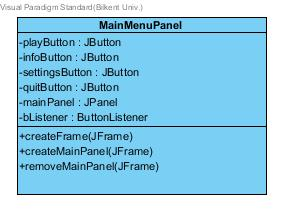 Visual Paradigm Standard(Bilkent Univ.)
MainMenuPanel
-playButton : JButton
-infoButton : JButton
-settingsButton : JButton
-quitButton : JButton
-mainPanel : JPanel
-bListener : ButtonListener
+createFrame(JFrame)
+createMainPanel(JFrame)
+removeMainPanel(JFrame)